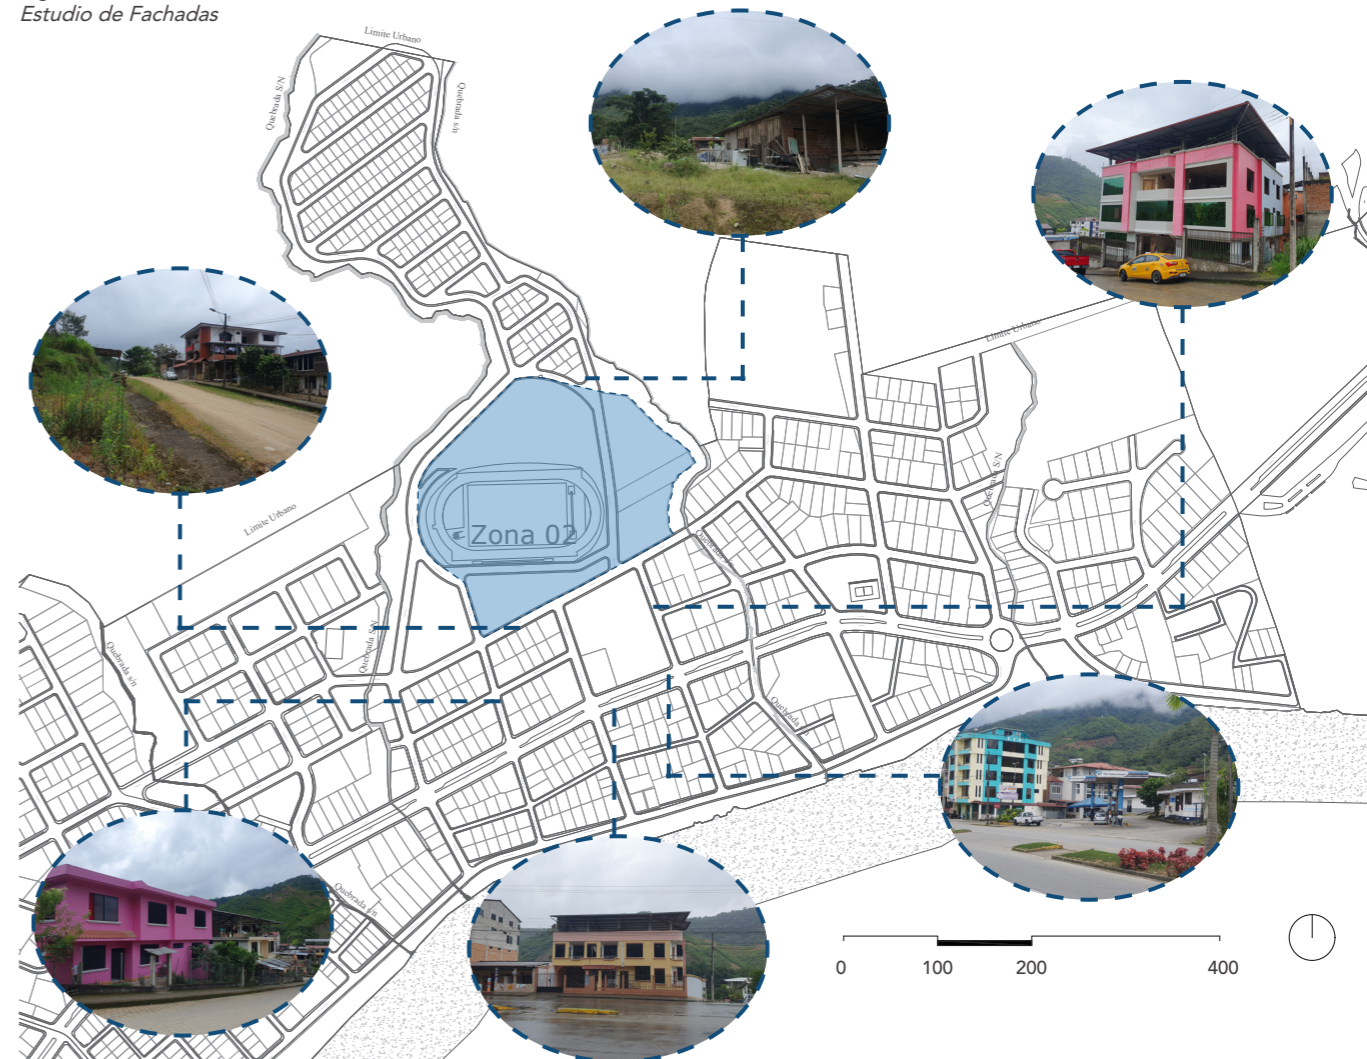 Estudio de Fachadas
Limite Urbano
Quebrada S/N
Quebrada s/n
Limite Urbano
Quebrada S/N
Limite Urbano
Zona 02
Quebrada s/n
Quebrada S/N
Quebrada
Quebrada
Quebrada s/n
0 100 200 400